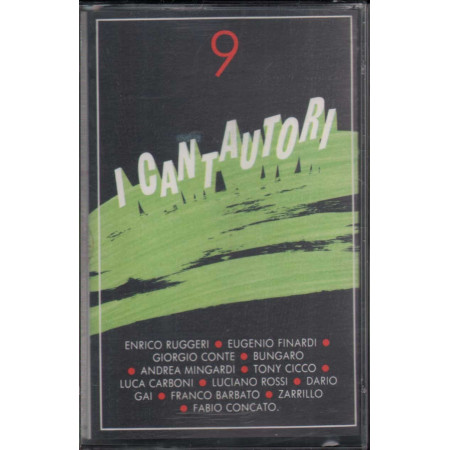 9
I CANTAUTORI
ENRICO RUGGERI • EUGENIO FINARDI •
GIORGIO CONTE • BUNGARO
• ANDREA MINGARDI • TONY CICCO •
LUCA CARBONI • LUCIANO ROSSI • DARIO
GAI • FRANCO BARBATO • ZARRILLO
• FABIO CONCATO.